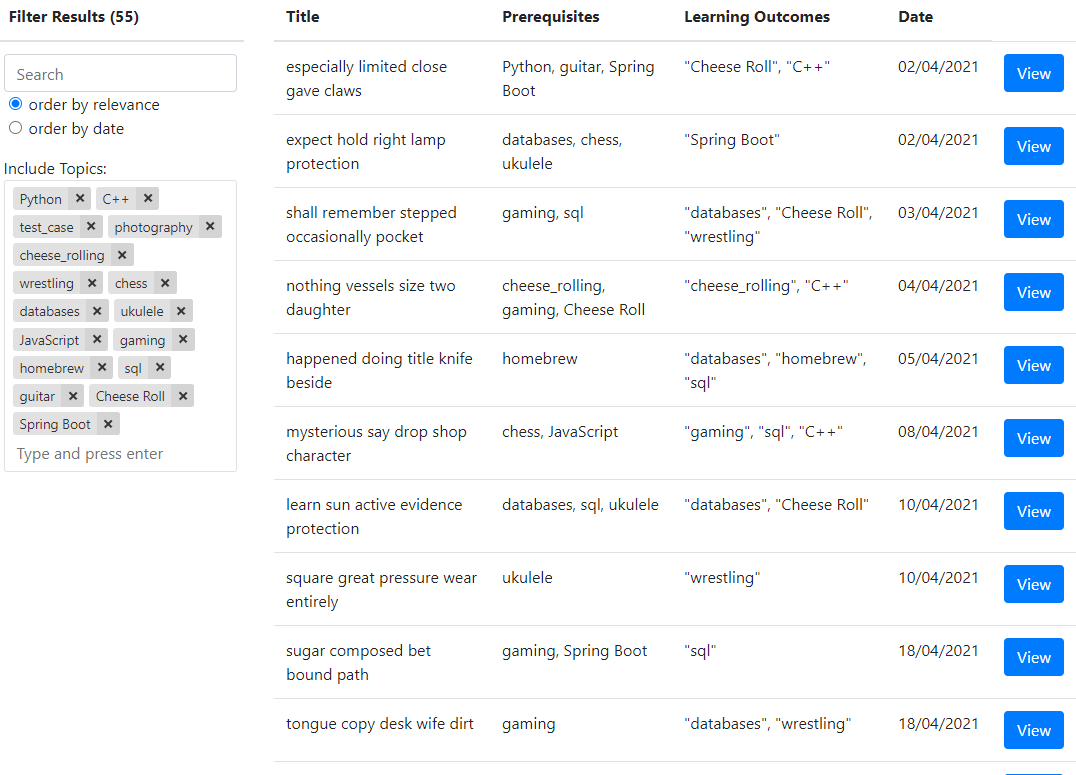 Filter Results (55)
Search
order by relevance
order by date
Include Topics:
Python × C++ ×
test_case × photography ×
cheese_rolling ×
wrestling × chess ×
databases × ukulele ×
JavaScript × gaming ×
homebrew × sql ×
guitar × Cheese Roll ×
Spring Boot ×
Type and press enter
Title Prerequisites Learning Outcomes Date
especially limited close Python, guitar, Spring "Cheese Roll", "C++" 02/04/2021 View
gave claws Boot
expect hold right lamp databases, chess, "Spring Boot" 02/04/2021 View
protection ukulele
shall remember stepped gaming, sql "databases", "Cheese Roll", 03/04/2021 View
occasionally pocket "wrestling"
nothing vessels size two cheese_rolling, "cheese_rolling", "C++" 04/04/2021 View
daughter gaming, Cheese Roll
happened doing title knife homebrew "databases", "homebrew", 05/04/2021 View
beside "sql"
mysterious say drop shop chess, JavaScript "gaming", "sql", "C++" 08/04/2021 View
character
learn sun active evidence databases, sql, ukulele "databases", "Cheese Roll" 10/04/2021 View
protection
square great pressure wear ukulele "wrestling" 10/04/2021 View
entirely
sugar composed bet gaming, Spring Boot "sql" 18/04/2021 View
bound path
tongue copy desk wife dirt gaming "databases", "wrestling" 18/04/2021 View